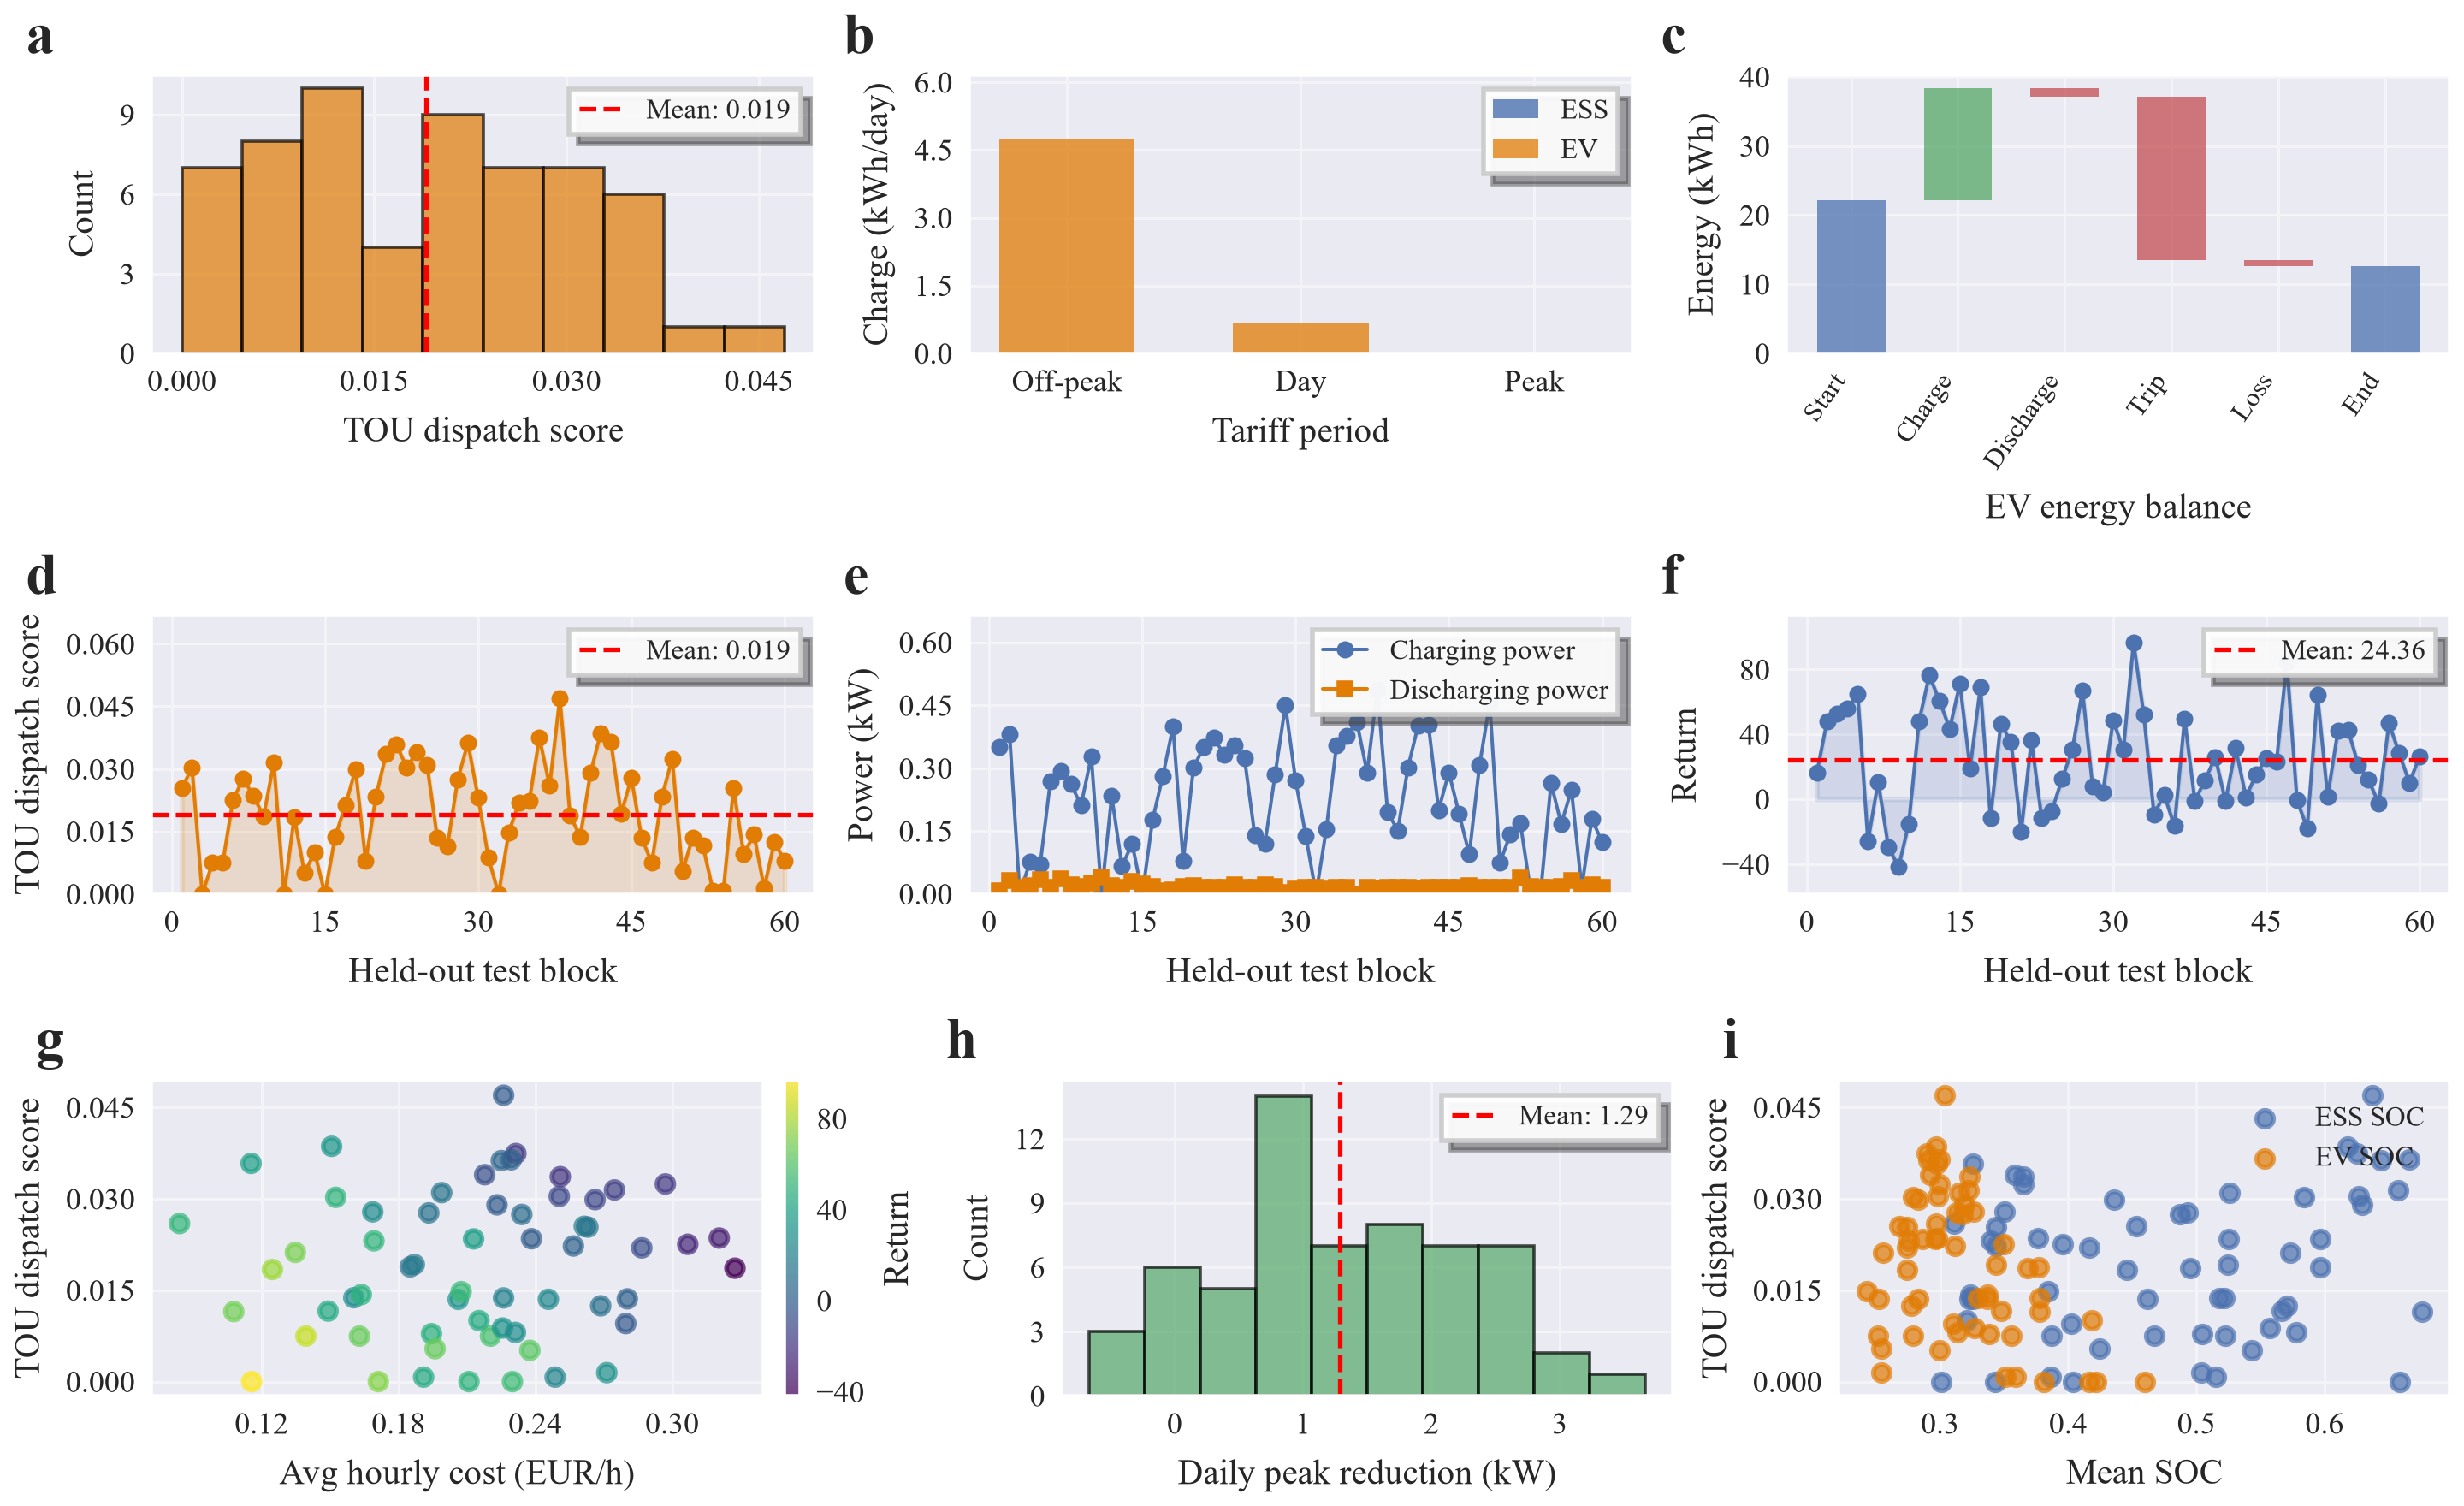 a
9
6
3
0
Count
0.000 0.015 0.030 0.045
TOU dispatch score
Mean: 0.019
b
6.0
4.5
3.0
1.5
0.0
Charge (kWh/day)
Off-peak Day Peak
Tariff period
ESS
EV
c
40
30
20
10
0
Energy (kWh)
Start Charge Discharge Trip Loss End
EV energy balance
d
0.060
0.045
0.030
0.015
0.000
TOU dispatch score
0 15 30 45 60
Held-out test block
Mean: 0.019
e
0.60
0.45
0.30
0.15
0.00
Power (kW)
0 15 30 45 60
Held-out test block
Charging power
Discharging power
f
80
40
0
−40
Return
0 15 30 45 60
Held-out test block
Mean: 24.36
g
0.045
0.030
0.015
0.000
TOU dispatch score
0.12 0.18 0.24 0.30
Avg hourly cost (EUR/h)
80
40
0
−40
Return
h
12
9
6
3
0
Count
0 1 2 3
Daily peak reduction (kW)
Mean: 1.29
i
0.045
0.030
0.015
0.000
TOU dispatch score
0.3 0.4 0.5 0.6
Mean SOC
ESS SOC
EV SOC